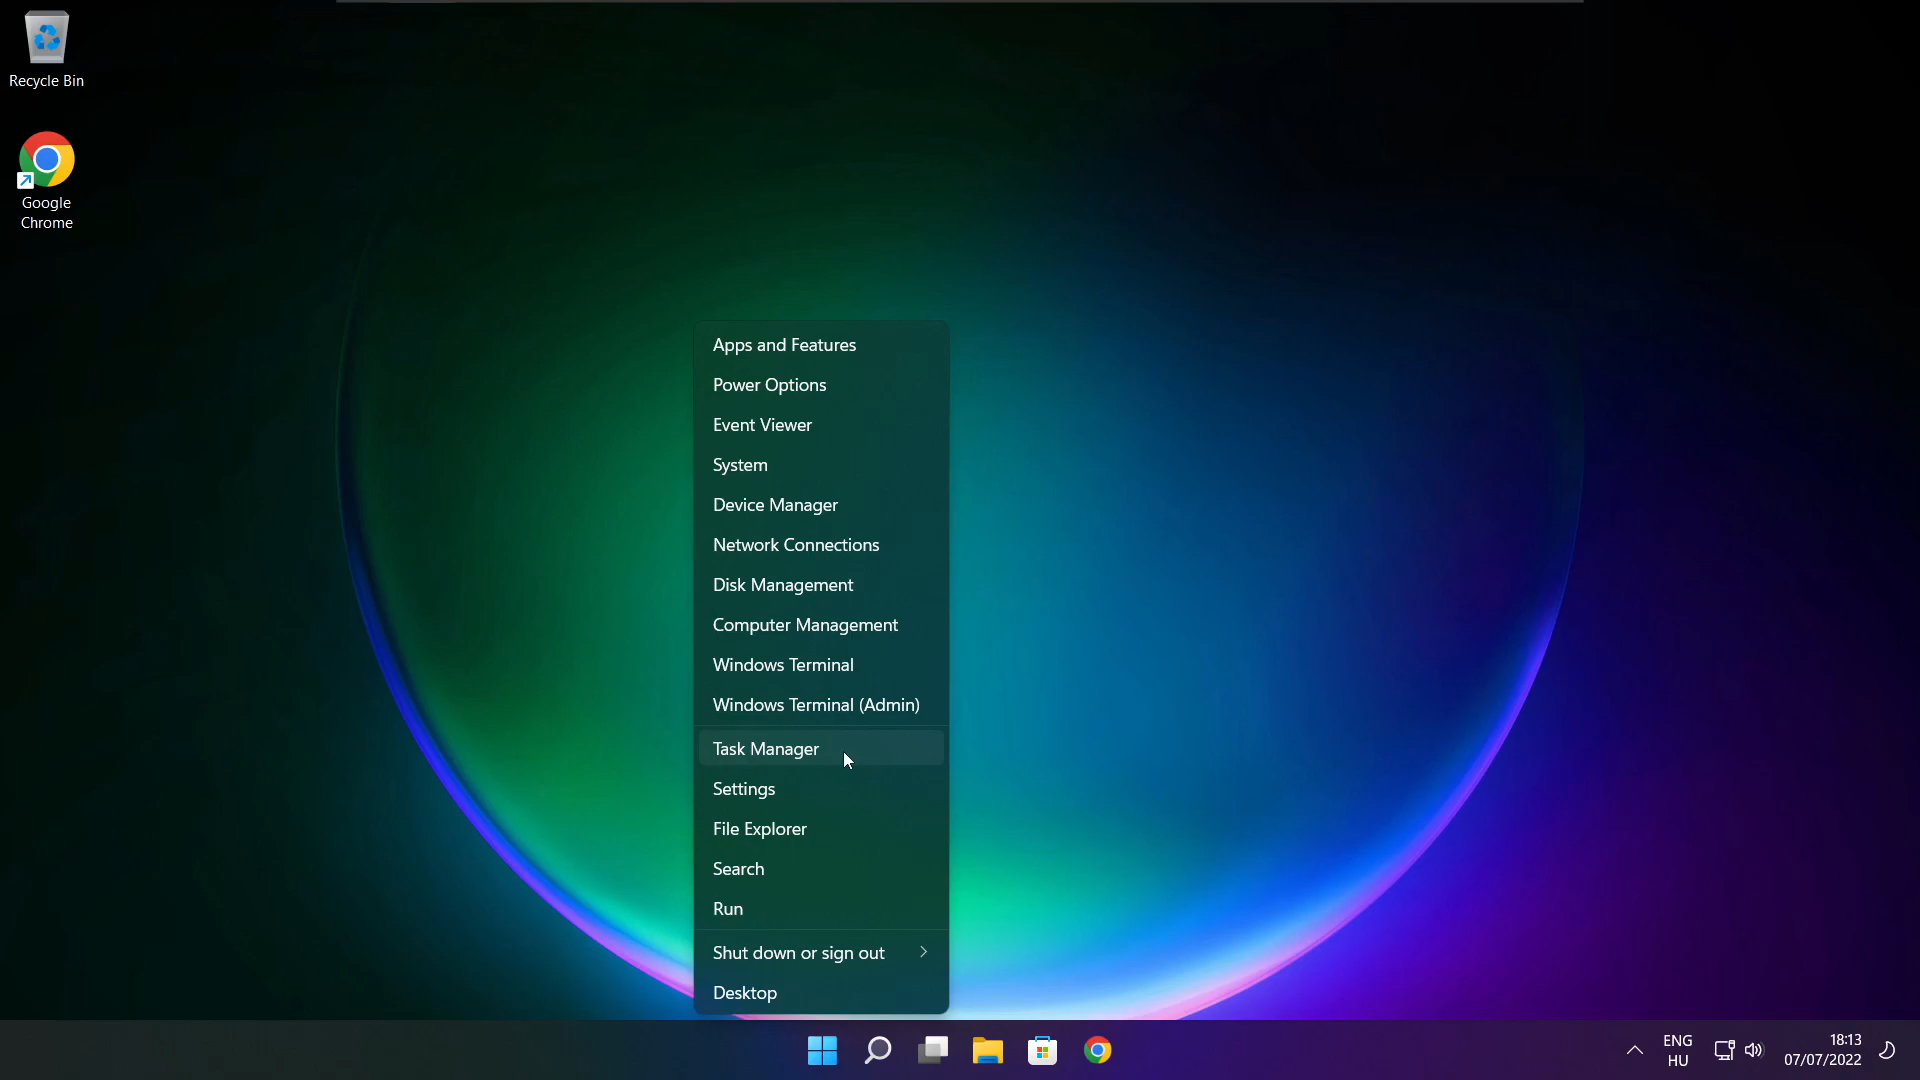 Recycle Bin
Google
Chrome
Apps and Features
Power Options
Event Viewer
System
Device Manager
Network Connections
Disk Management
Computer Management
Windows Terminal
Windows Terminal (Admin)
Task Manager
Settings
File Explorer
Search
Run
Shut down or sign out
Desktop
ENG
HU
18:13
07/07/2022